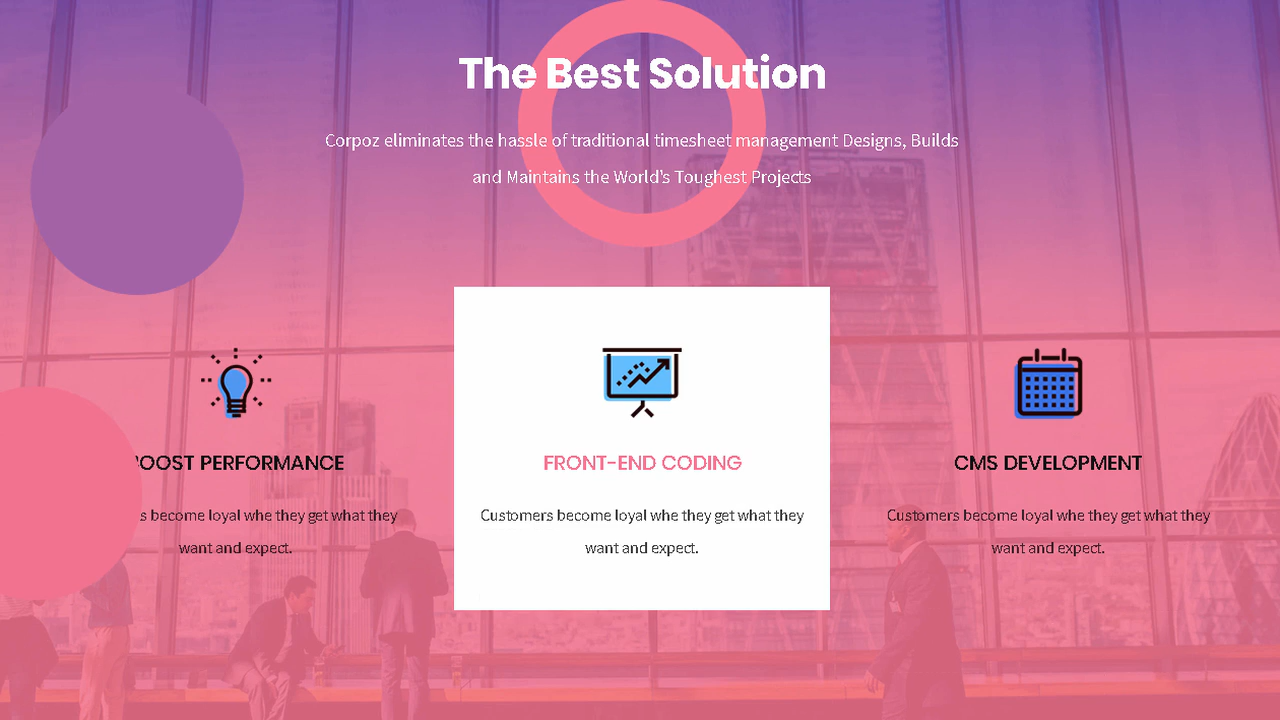 The Best Solution
Corpoz eliminates the hassle of traditional timesheet management Designs, Builds
and Maintains the World's Toughest Projects
OOST PERFORMANCE
FRONT-END CODING
CMS DEVELOPMENT
s become loyal whe they get what they
want and expect.
Customers become loyal whe they get what they
want and expect.
Customers become loyal whe they get what they
want and expect.